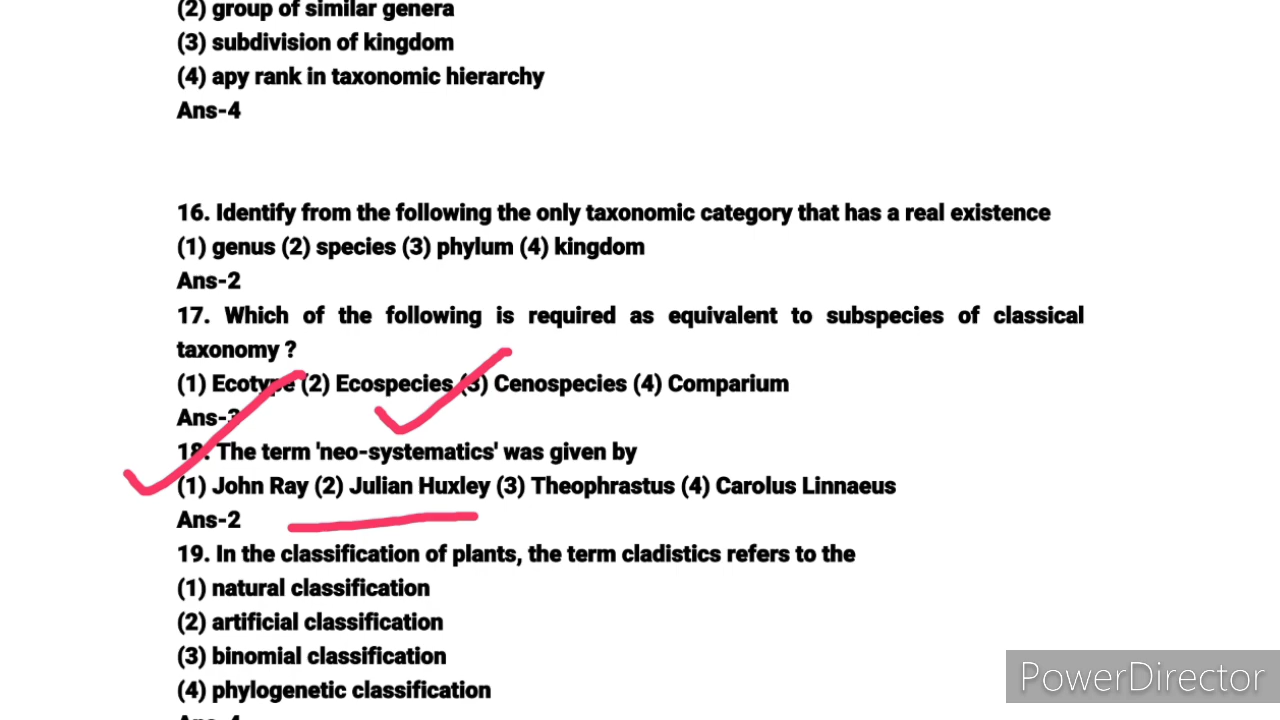 (2) group of similar genera
(3) subdivision of kingdom
(4) apy rank in taxonomic hierarchy
Ans-4
16. Identify from the following the only taxonomic category that has a real existence
(1) genus (2) species (3) phylum (4) kingdom
Ans-2
17. Which of the following is required as equivalent to subspecies of classical
taxonomy ?
(1) Ecotype (2) Ecospecies (3) Cenospecies (4) Comparium
Ans-3
18. The term 'neo-systematics' was given by
(1) John Ray (2) Julian Huxley (3) Theophrastus (4) Carolus Linnaeus
Ans-2
19. In the classification of plants, the term cladistics refers to the
(1) natural classification
(2) artificial classification
(3) binomial classification
(4) phylogenetic classification
Ans-4
PowerDirector